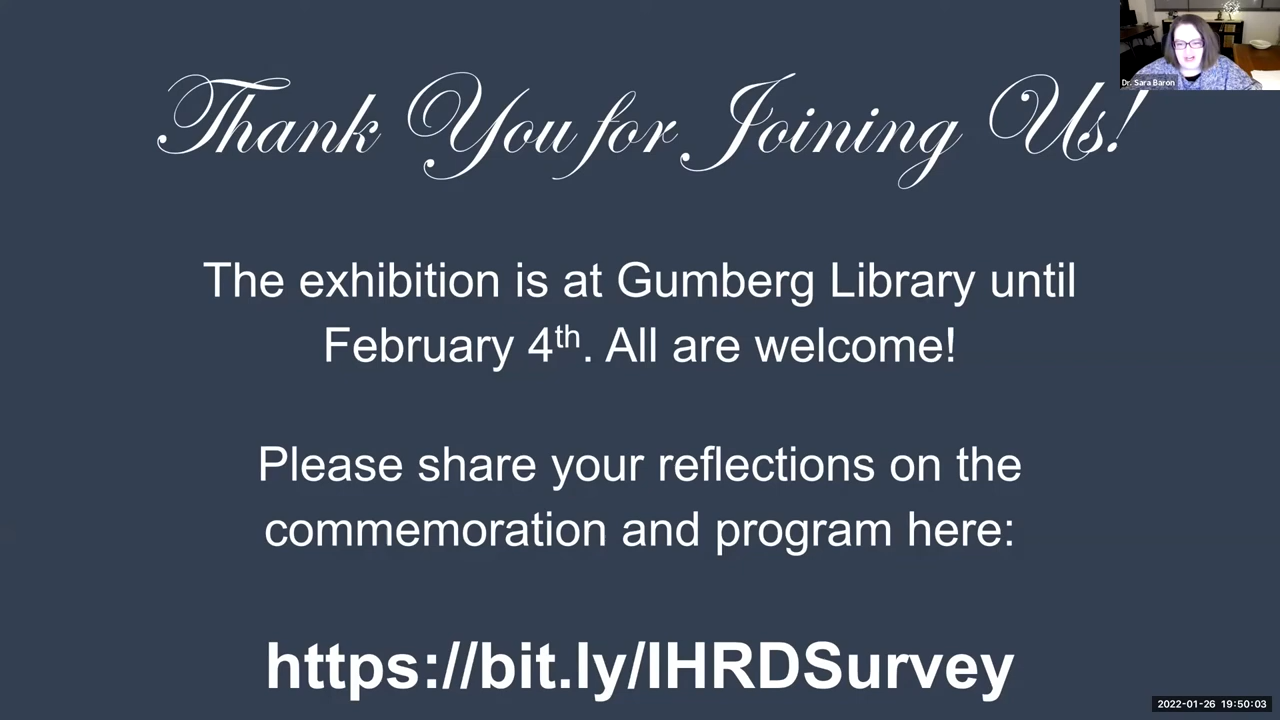 Dr. Sara Baron
Thank You for Joining Us!
The exhibition is at Gumberg Library until
February 4th. All are welcome!
Please share your reflections on the
commemoration and program here:
https://bit.ly/IHRDSurvey
2022-01-26 19:50:03